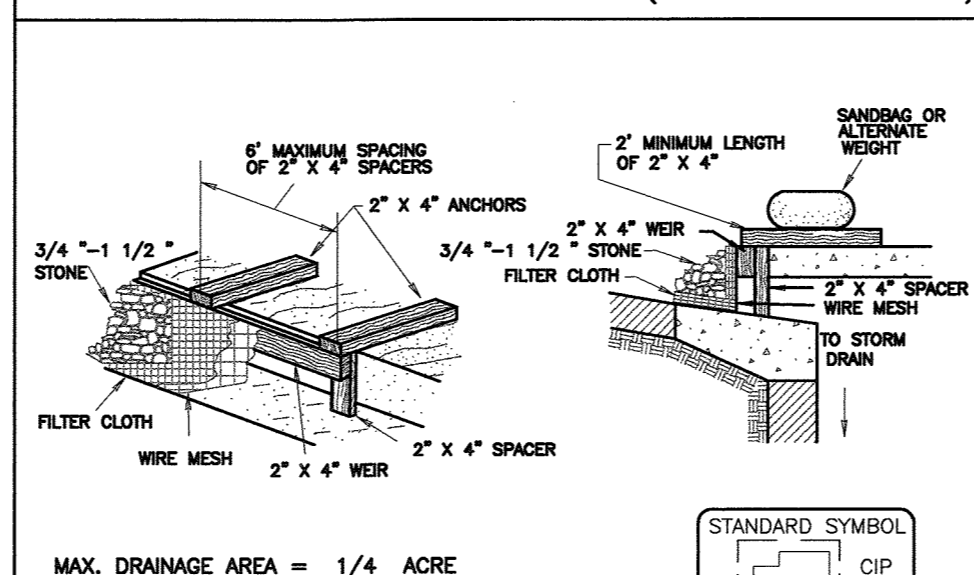 6' MAXIMUM SPACING
OF 2" X 4" SPACERS
2" X 4" ANCHORS
3/4 "-1 1/2 "
STONE
FILTER CLOTH
WIRE MESH
2" X 4" WEIR
2" X 4" SPACER
SANDBAG OR
ALTERNATE
WEIGHT
2' MINIMUM LENGTH
OF 2" X 4"
2" X 4" WEIR
3/4 "-1 1/2 " STONE
FILTER CLOTH
2" X 4" SPACER
WIRE MESH
TO STORM
DRAIN
MAX. DRAINAGE AREA = 1/4 ACRE
STANDARD SYMBOL
CIP